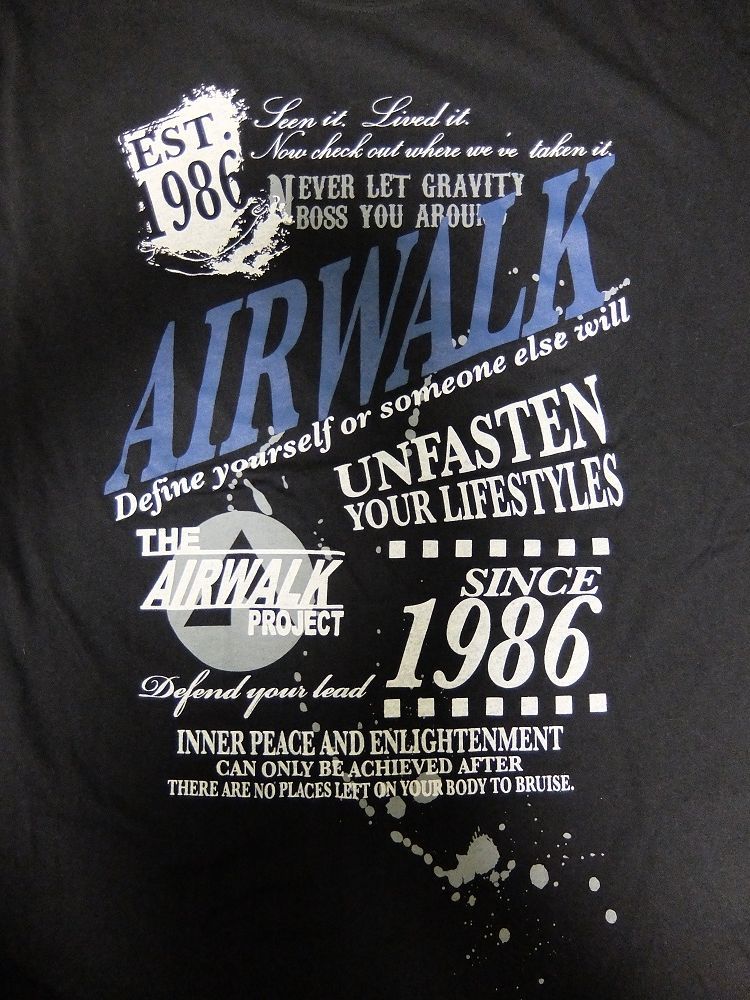 EST.
1986
Seen it. Lived it.
Now check out where we've taken it.
NEVER LET GRAVITY
BOSS YOU AROUND
AIRWALK
Define yourself or someone else will
UNFASTEN
YOUR LIFESTYLES
THE
AIRWALK
PROJECT
SINCE
1986
Defend your lead
INNER PEACE AND ENLIGHTENMENT
CAN ONLY BE ACHIEVED AFTER
THERE ARE NO PLACES LEFT ON YOUR BODY TO BRUISE.